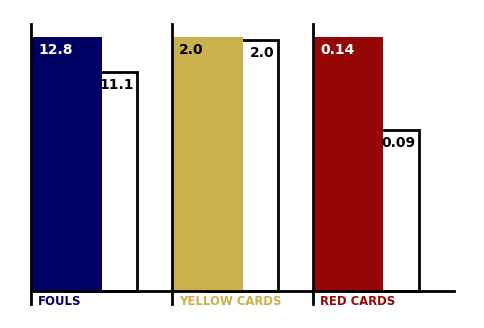 12.8
11.1
2.0
2.0
0.14
0.09
FOULS
YELLOW CARDS
RED CARDS